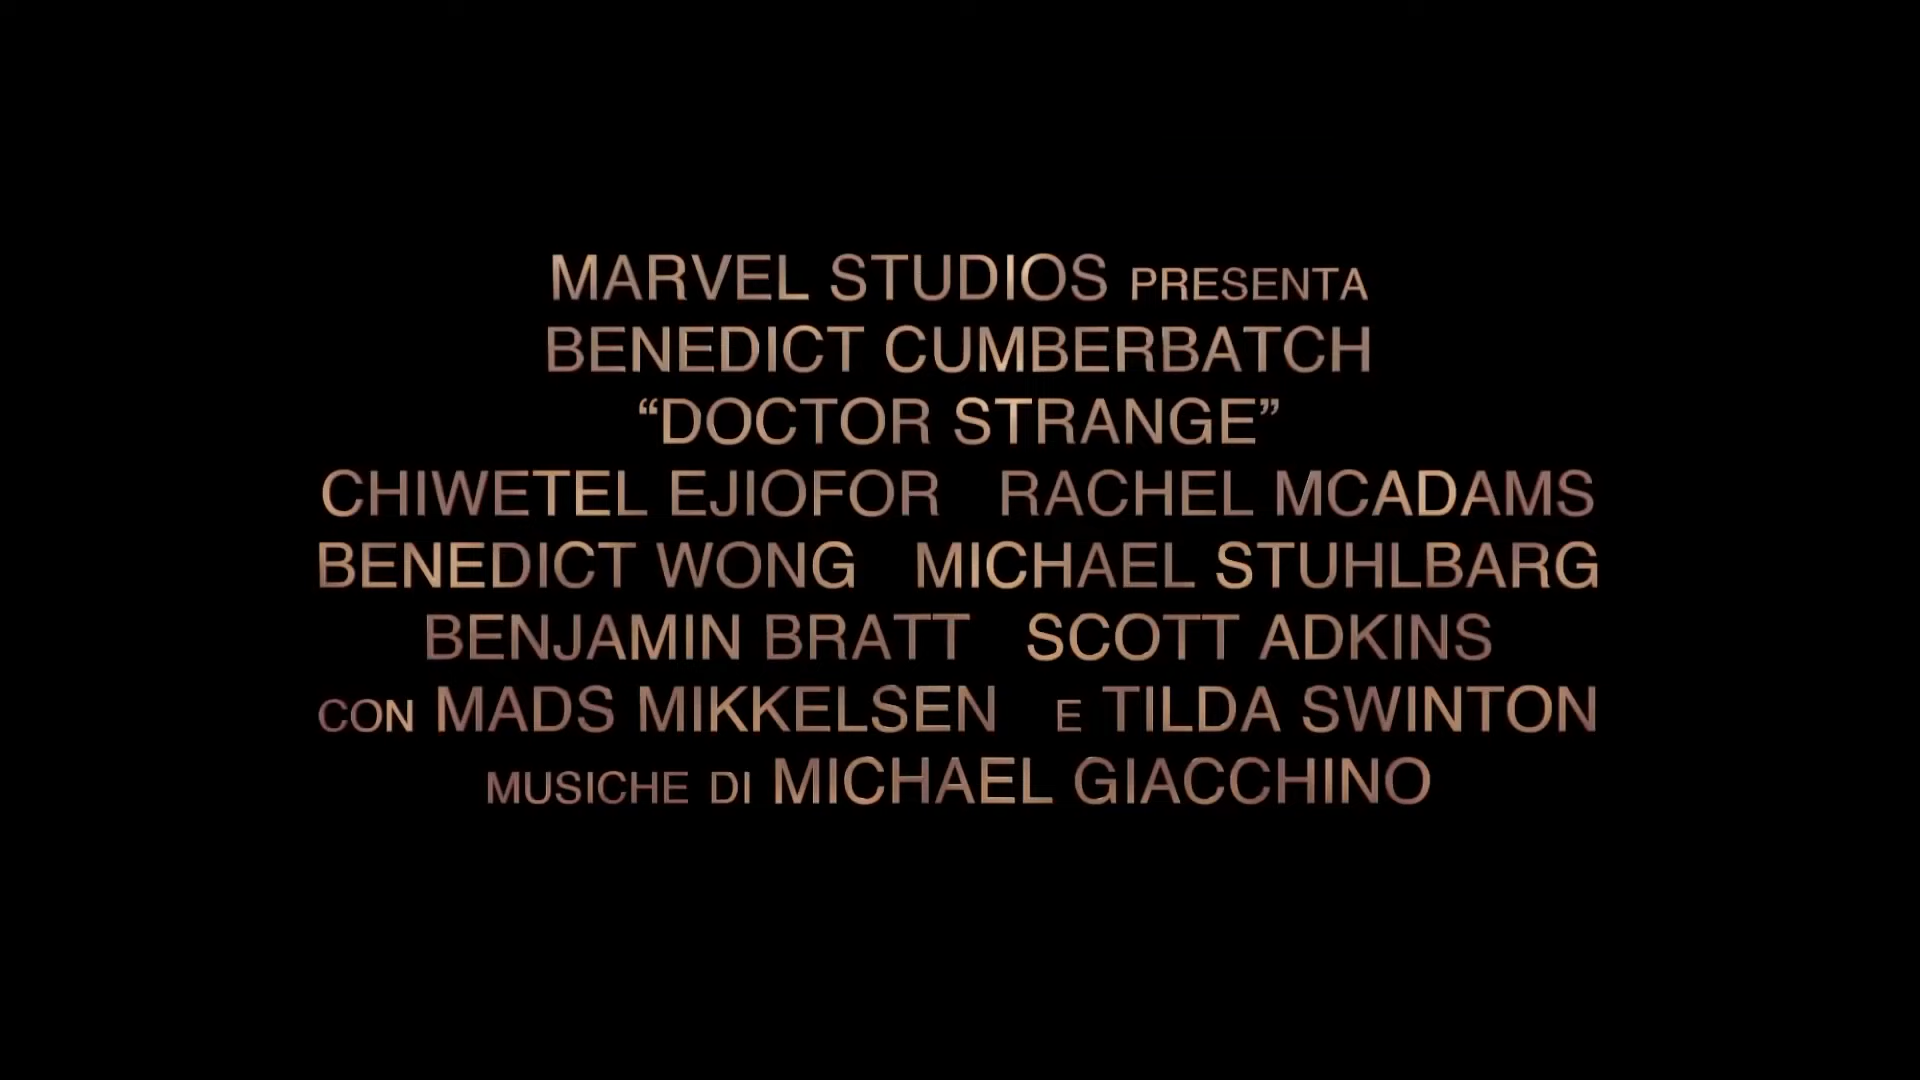 MARVEL STUDIOS PRESENTA
BENEDICT CUMBERBATCH
“DOCTOR STRANGE”
CHIWETEL EJIOFOR RACHEL MCADAMS
BENEDICT WONG MICHAEL STUHLBARG
BENJAMIN BRATT SCOTT ADKINS
CON MADS MIKKELSEN E TILDA SWINTON
MUSICHE DI MICHAEL GIACCHINO